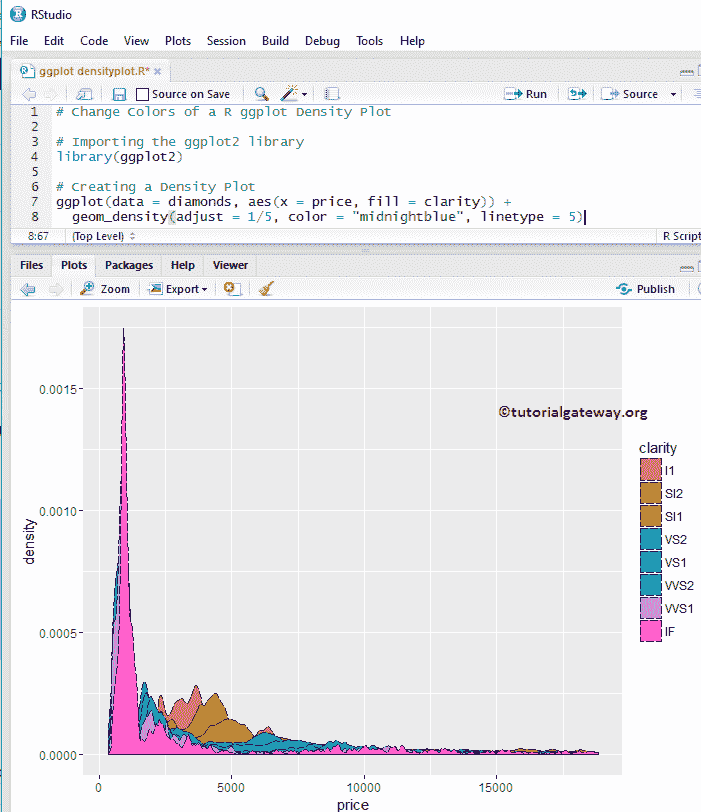 RStudio
File Edit Code View Plots Session Build Debug Tools Help
ggplot densityplot.R*
Source on Save Run Source
1 # Change Colors of a R ggplot Density Plot
2
3 # Importing the ggplot2 library
4 library(ggplot2)
5
6 # Creating a Density Plot
7 ggplot(data = diamonds, aes(x = price, fill = clarity)) +
8 geom_density(adjust = 1/5, color = "midnightblue", linetype = 5)
8:67 (Top Level) R Script
Files Plots Packages Help Viewer
Zoom Export Publish
0.0015
©tutorialgateway.org
clarity
I1
SI2
SI1
VS2
VS1
VVS2
VVS1
IF
0.0010
density
0.0005
0.0000
0 5000 10000 15000
price